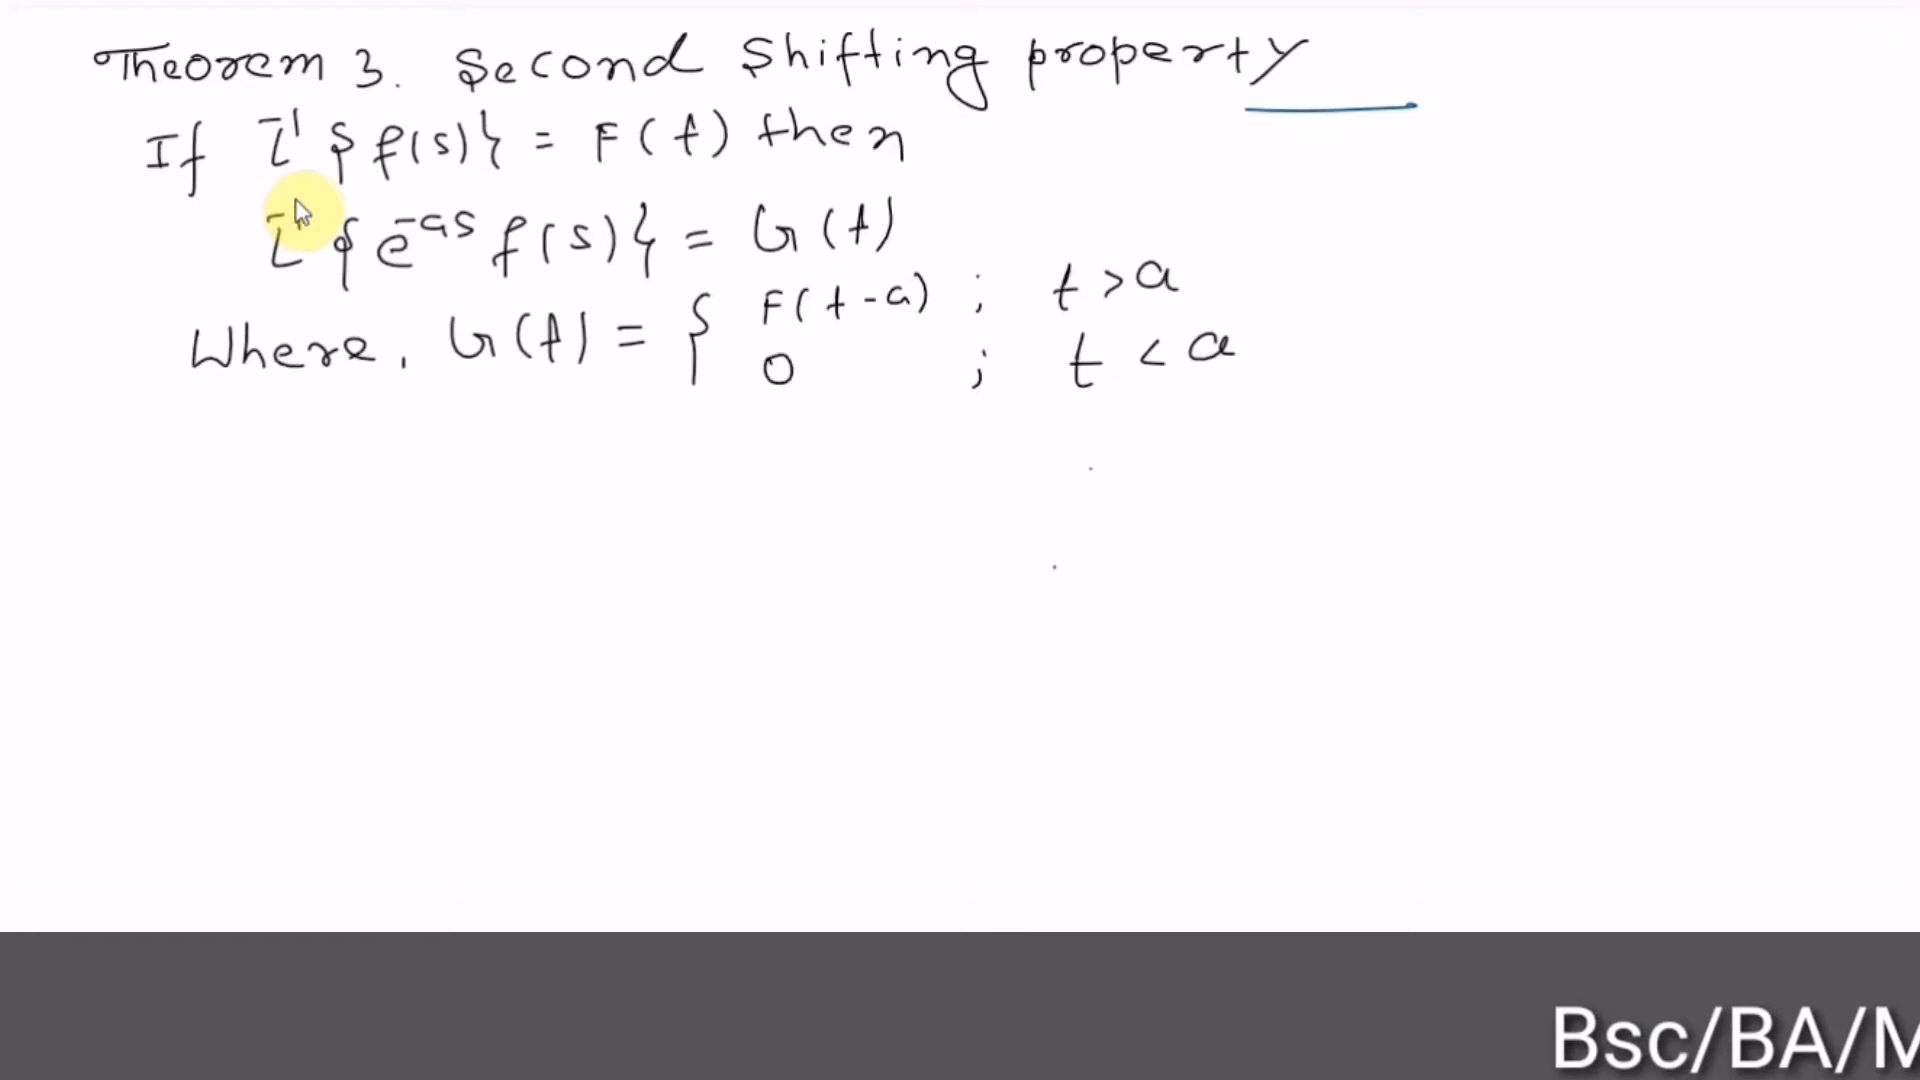 Theorem 3. Second Shifting property
If L⁻¹{f(s)} = F(t) then
L⁻¹{e⁻ᵃˢ f(s)} = G(t)
Where, G(t) = { F(t-a) ; t > a
0 ; t < a
Bsc/BA/M